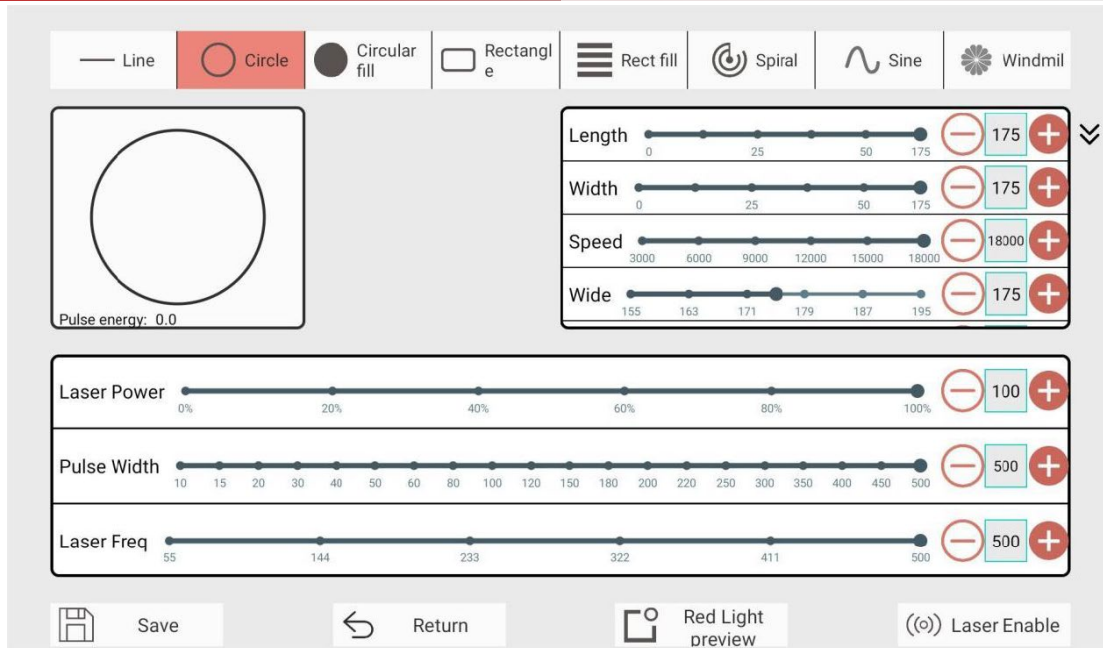 Line
Circle
Circular
fill
Rectangl
e
Rect fill
Spiral
Sine
Windmil
Pulse energy: 0.0
Length 175
0 25 50 175
Width 175
0 25 50 175
Speed 18000
3000 6000 9000 12000 15000 18000
Wide 175
155 163 171 179 187 195
Laser Power 100
0% 20% 40% 60% 80% 100%
Pulse Width 500
10 15 20 30 40 50 60 80 100 120 150 180 200 220 250 300 350 400 450 500
Laser Freq 500
55 144 233 322 411 500
Save
Return
Red Light
preview
Laser Enable